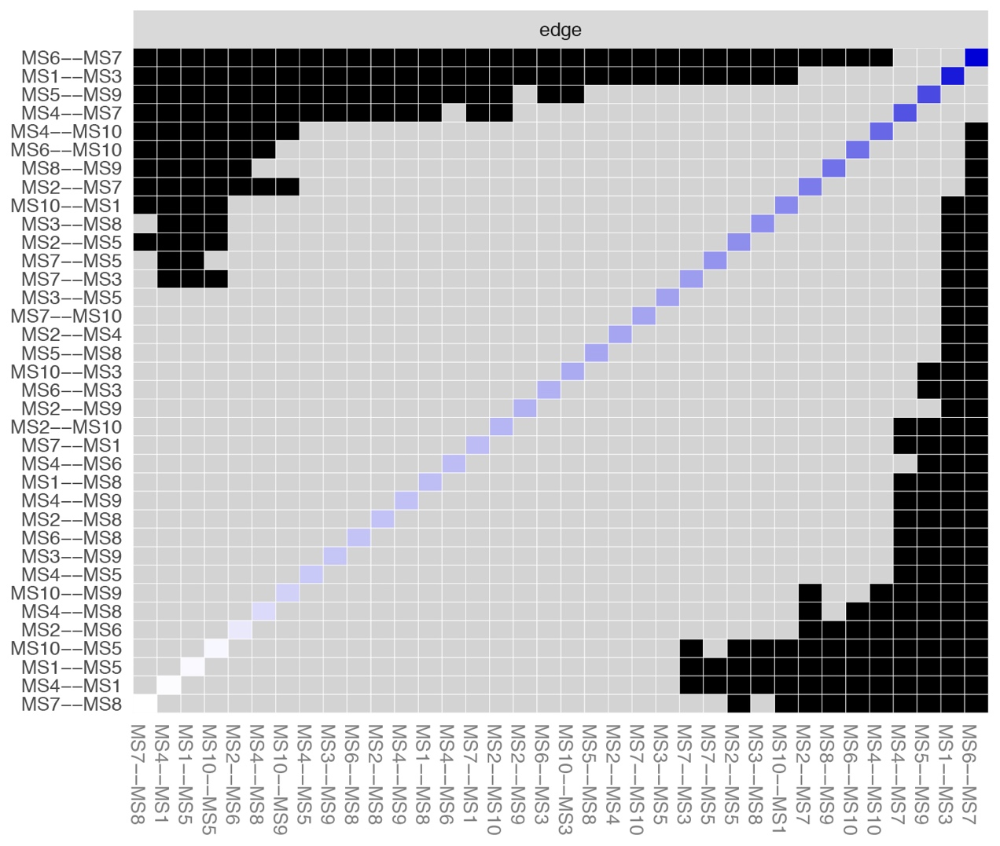 edge
MS6−−MS7
MS1−−MS3
MS5−−MS9
MS4−−MS7
MS4−−MS10
MS6−−MS10
MS8−−MS9
MS2−−MS7
MS10−−MS1
MS3−−MS8
MS2−−MS5
MS7−−MS5
MS7−−MS3
MS3−−MS5
MS7−−MS10
MS2−−MS4
MS5−−MS8
MS10−−MS3
MS6−−MS3
MS2−−MS9
MS2−−MS10
MS7−−MS1
MS4−−MS6
MS1−−MS8
MS4−−MS9
MS2−−MS8
MS6−−MS8
MS3−−MS9
MS4−−MS5
MS10−−MS9
MS4−−MS8
MS2−−MS6
MS10−−MS5
MS1−−MS5
MS4−−MS1
MS7−−MS8
MS7−−MS8
MS4−−MS1
MS1−−MS5
MS10−−MS5
MS2−−MS6
MS4−−MS8
MS10−−MS9
MS4−−MS5
MS3−−MS9
MS6−−MS8
MS2−−MS8
MS4−−MS9
MS1−−MS8
MS4−−MS6
MS7−−MS1
MS2−−MS10
MS2−−MS9
MS6−−MS3
MS10−−MS3
MS5−−MS8
MS2−−MS4
MS7−−MS10
MS3−−MS5
MS7−−MS3
MS7−−MS5
MS2−−MS5
MS3−−MS8
MS10−−MS1
MS2−−MS7
MS8−−MS9
MS6−−MS10
MS4−−MS10
MS4−−MS7
MS5−−MS9
MS1−−MS3
MS6−−MS7